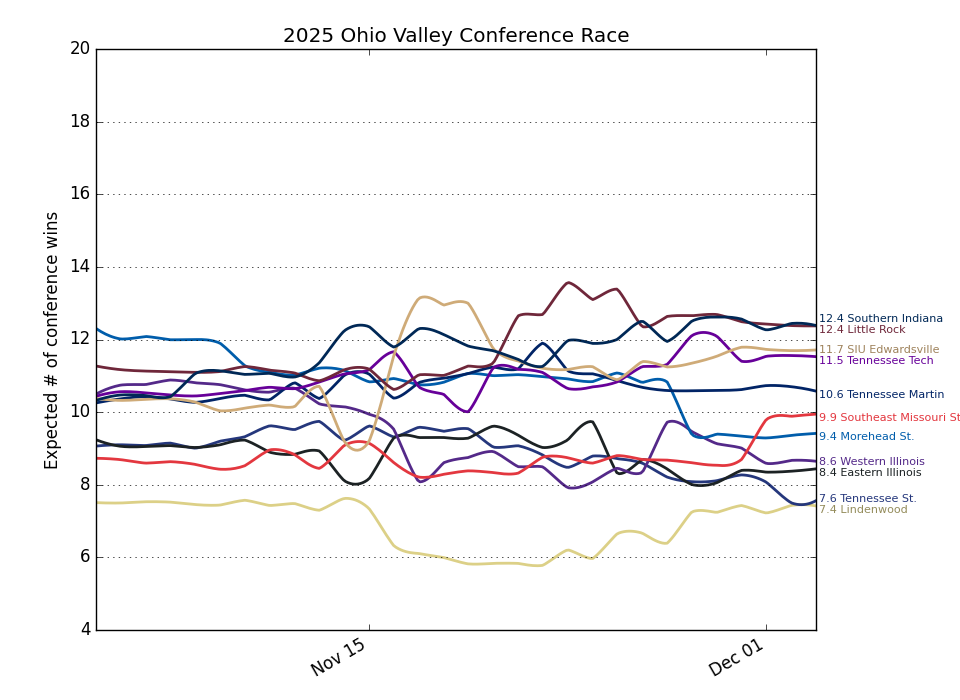 2025 Ohio Valley Conference Race
20
18
16
14
12
10
8
6
4
Expected # of conference wins
Nov 15
Dec 01
12.4 Southern Indiana
12.4 Little Rock
11.7 SIU Edwardsville
11.5 Tennessee Tech
10.6 Tennessee Martin
9.9 Southeast Missouri St
9.4 Morehead St.
8.6 Western Illinois
8.4 Eastern Illinois
7.6 Tennessee St.
7.4 Lindenwood